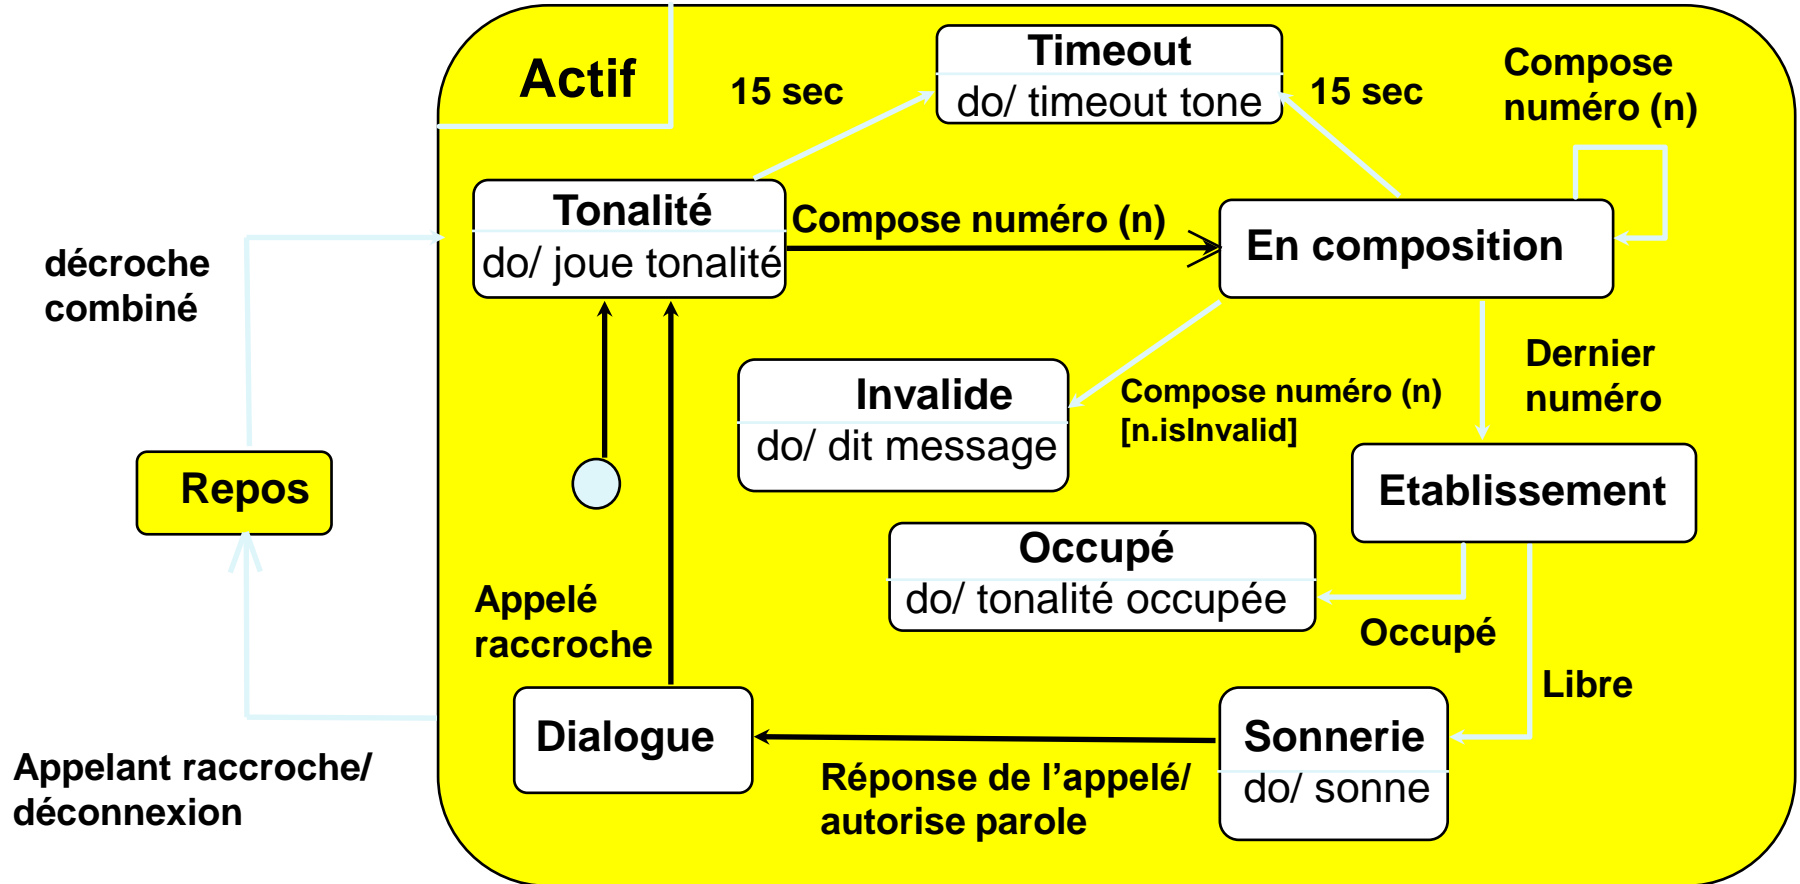 Actif
Timeout
do/ timeout tone
15 sec
15 sec
Compose
numéro (n)
Tonalité
do/ joue tonalité
Compose numéro (n)
En composition
décroche
combiné
Invalide
do/ dit message
Compose numéro (n)
[n.isInvalid]
Dernier
numéro
Repos
Etablissement
Occupé
do/ tonalité occupée
Appelé
raccroche
Occupé
Libre
Dialogue
Sonnerie
do/ sonne
Réponse de l’appelé/
autorise parole
Appelant raccroche/
déconnexion